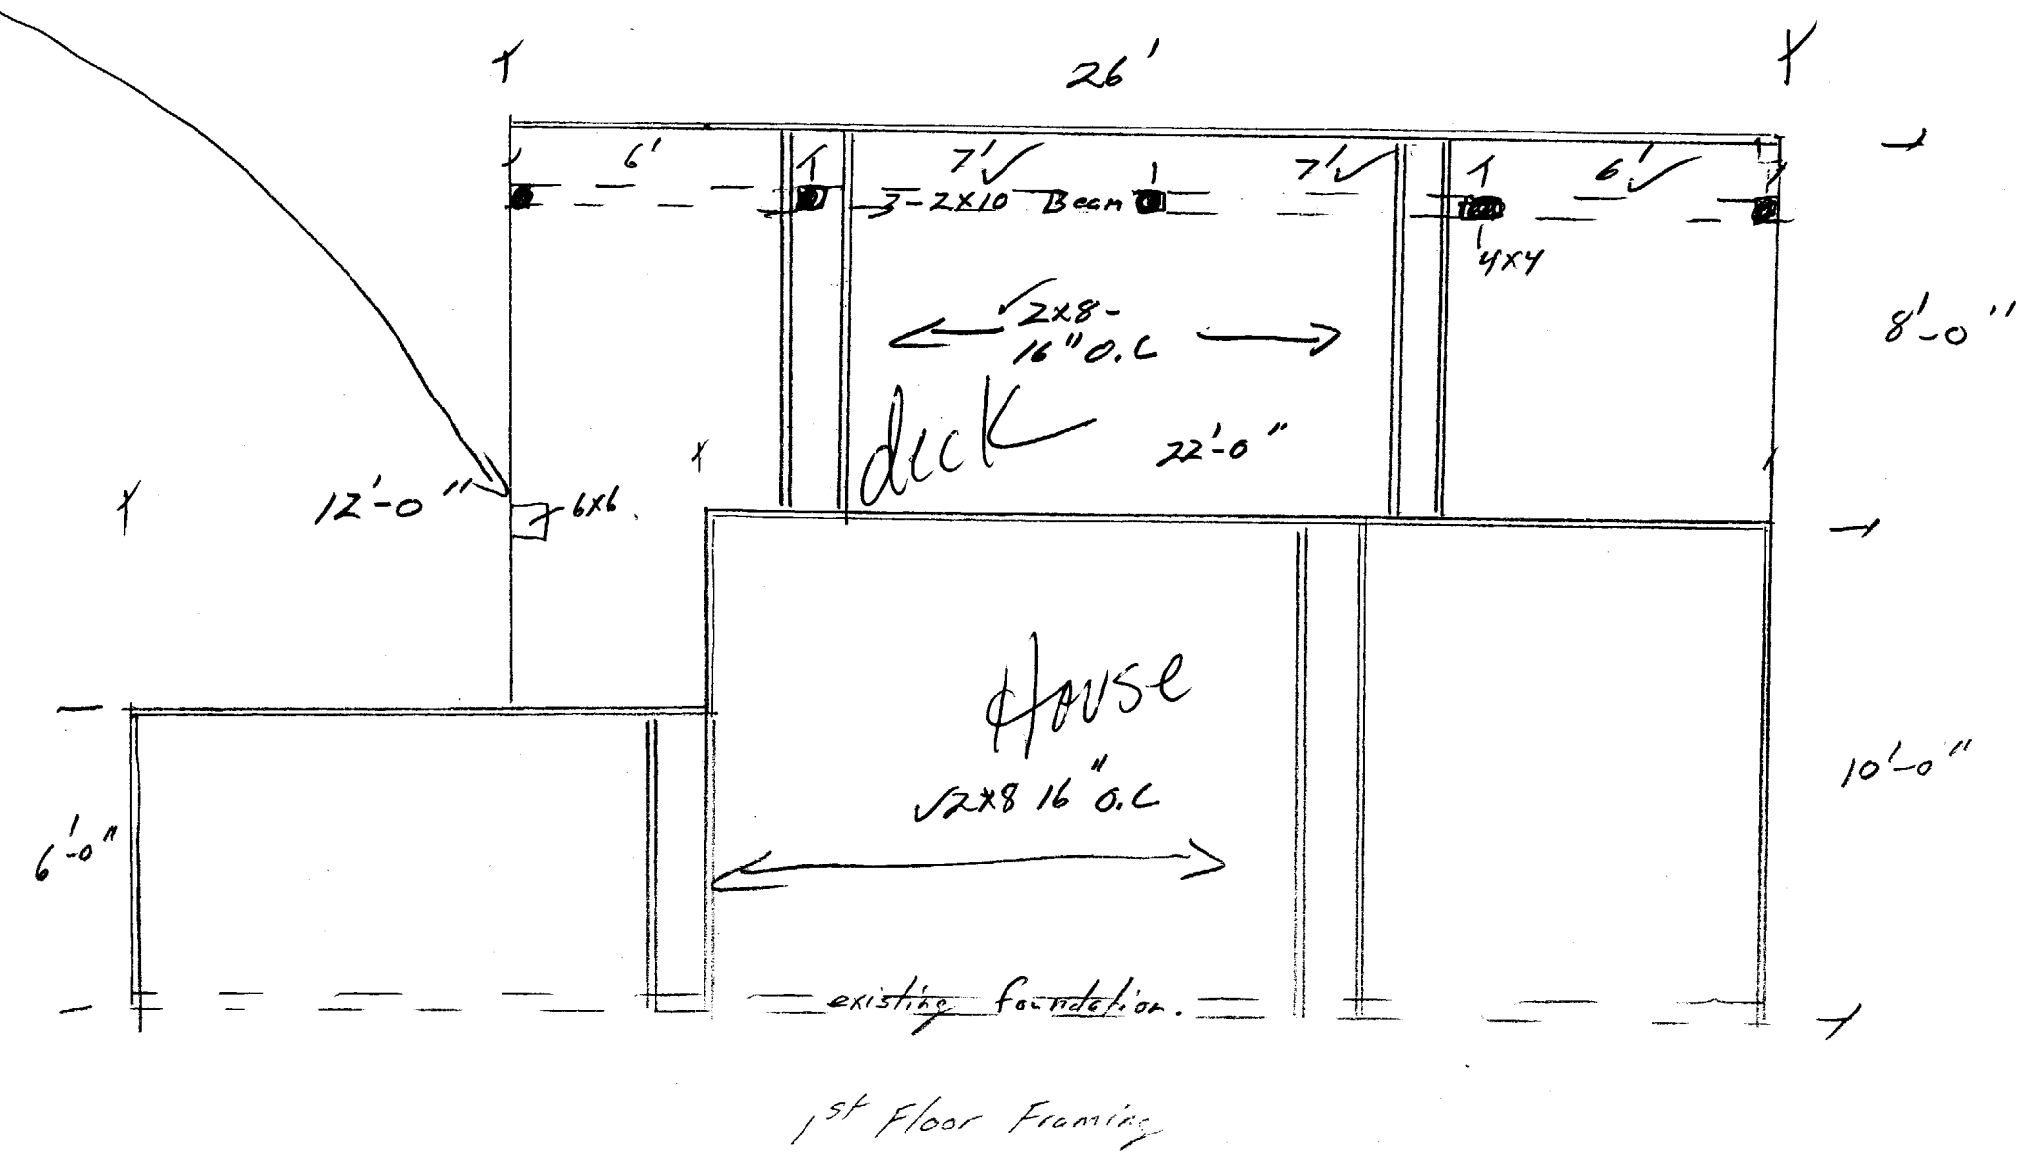 26'
6'
7'
7'
6'
3-2x10 Beam
4x4
2x8-
16" O.C
8'-0"
deck
22'-0"
12'-0"
6x6
House
2x8 16" O.C
10'-0"
6'-0"
existing foundation.
1st Floor Framing